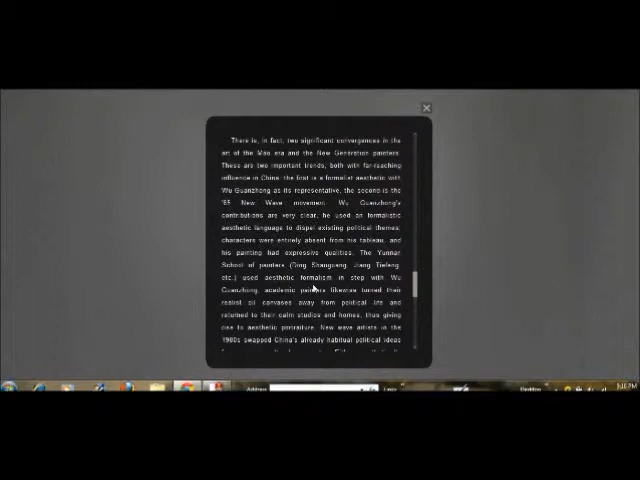 There is, in fact, two significant convergences in the
art of the Mao era and the New Generation painters.
These are two important trends, both with far-reaching
influence in China: the first is a formalist aesthetic with
Wu Guanzhong as its representative, the second is the
'85 New Wave movement. Wu Guanzhong's
contributions are very clear, he used an formalistic
aesthetic language to dispel existing political themes;
characters were entirely absent from his tableau, and
his painting had expressive qualities. The Yunnan
School of painters (Ding Shaoguang, Jiang Tiefeng,
etc.) used aesthetic formalism in step with Wu
Guanzhong, academic painters likewise turned their
realist oil canvases away from political life and
returned to their calm studios and homes, thus giving
rise to aesthetic portraiture. New wave artists in the
1980s swapped China's already habitual political ideas
Address
Links
Desktop
5:16 PM